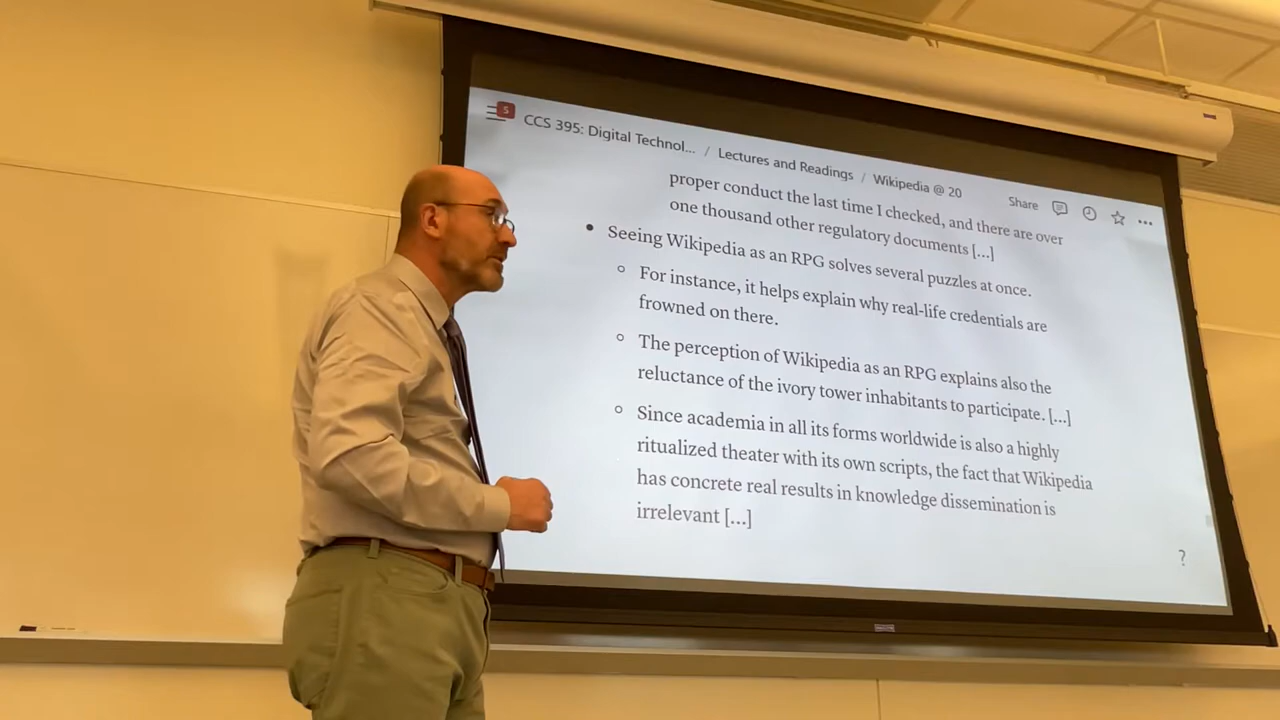 5
CCS 395: Digital Technol... / Lectures and Readings / Wikipedia @ 20
Share
proper conduct the last time I checked, and there are over
one thousand other regulatory documents [...]
• Seeing Wikipedia as an RPG solves several puzzles at once.
○ For instance, it helps explain why real-life credentials are
frowned on there.
○ The perception of Wikipedia as an RPG explains also the
reluctance of the ivory tower inhabitants to participate. [...]
○ Since academia in all its forms worldwide is also a highly
ritualized theater with its own scripts, the fact that Wikipedia
has concrete real results in knowledge dissemination is
irrelevant [...]
?